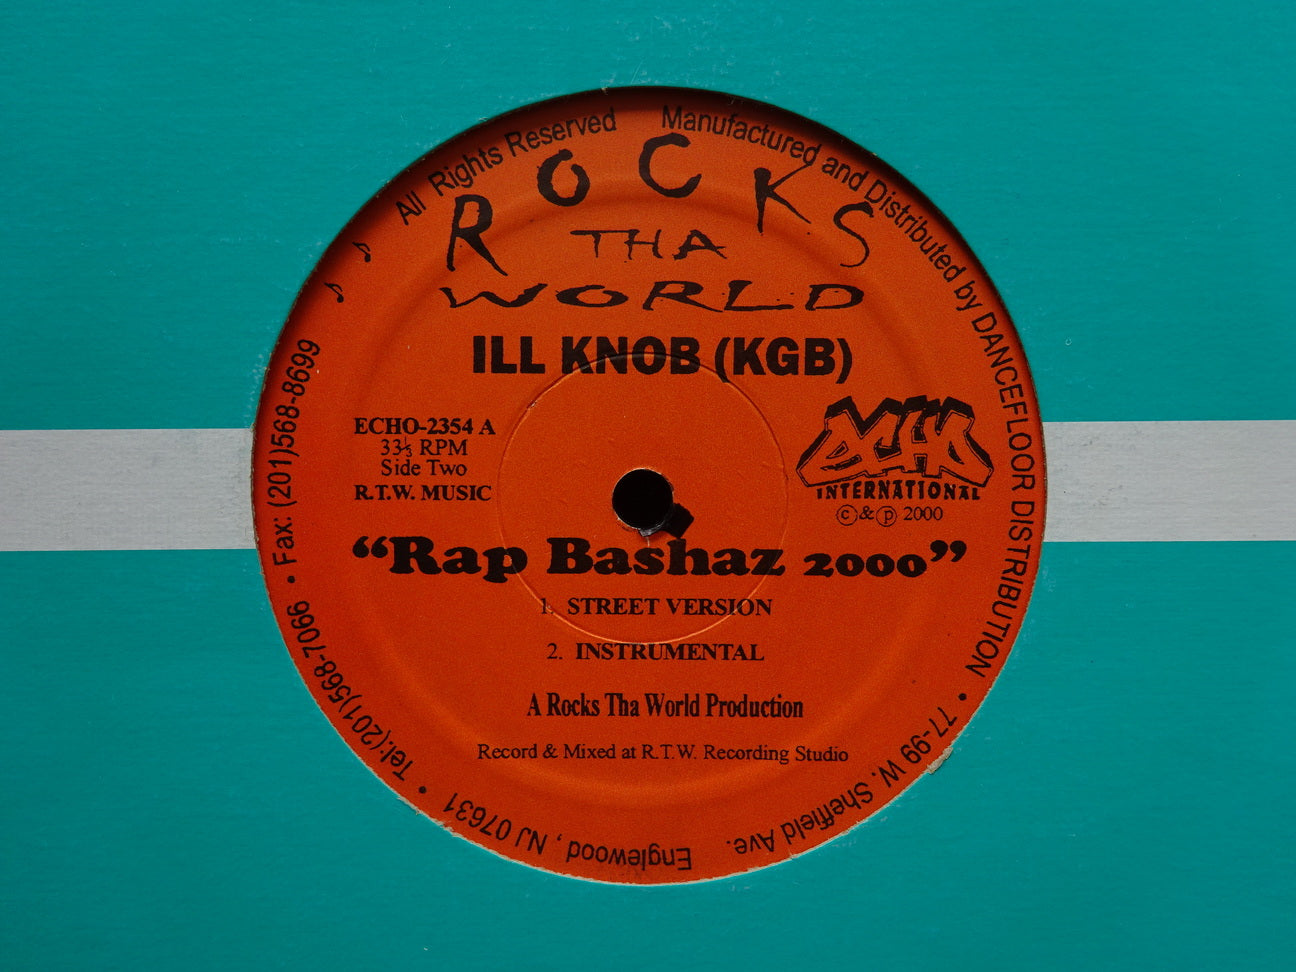 All Rights Reserved   Manufactured and Distributed by DANCEFLOOR DISTRIBUTION • 77-99 W. Sheffield Ave. Englewood, NJ 07631 • Tel:(201)568-7066 • Fax: (201)568-8699 ♪ ♪
ROCKS
THA
WORLD
ILL KNOB (KGB)
ECHO-2354 A
33⅓ RPM
Side Two
R.T.W. MUSIC
ECHO
INTERNATIONAL
©&℗ 2000
“Rap Bashaz 2000”
1. STREET VERSION
2. INSTRUMENTAL
A Rocks Tha World Production
Record & Mixed at R.T.W. Recording Studio